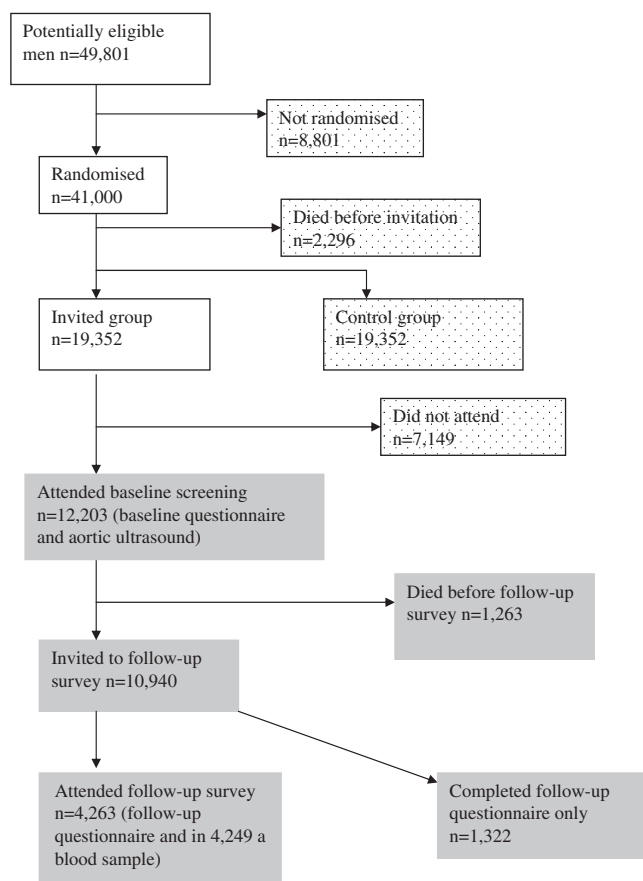 Potentially eligible
men n=49,801
Not randomised
n=8,801
Randomised
n=41,000
Died before invitation
n=2,296
Invited group
n=19,352
Control group
n=19,352
Did not attend
n=7,149
Attended baseline screening
n=12,203 (baseline questionnaire
and aortic ultrasound)
Died before follow-up
survey n=1,263
Invited to follow-up
survey n=10,940
Attended follow-up survey
n=4,263 (follow-up
questionnaire and in 4,249 a
blood sample)
Completed follow-up
questionnaire only
n=1,322